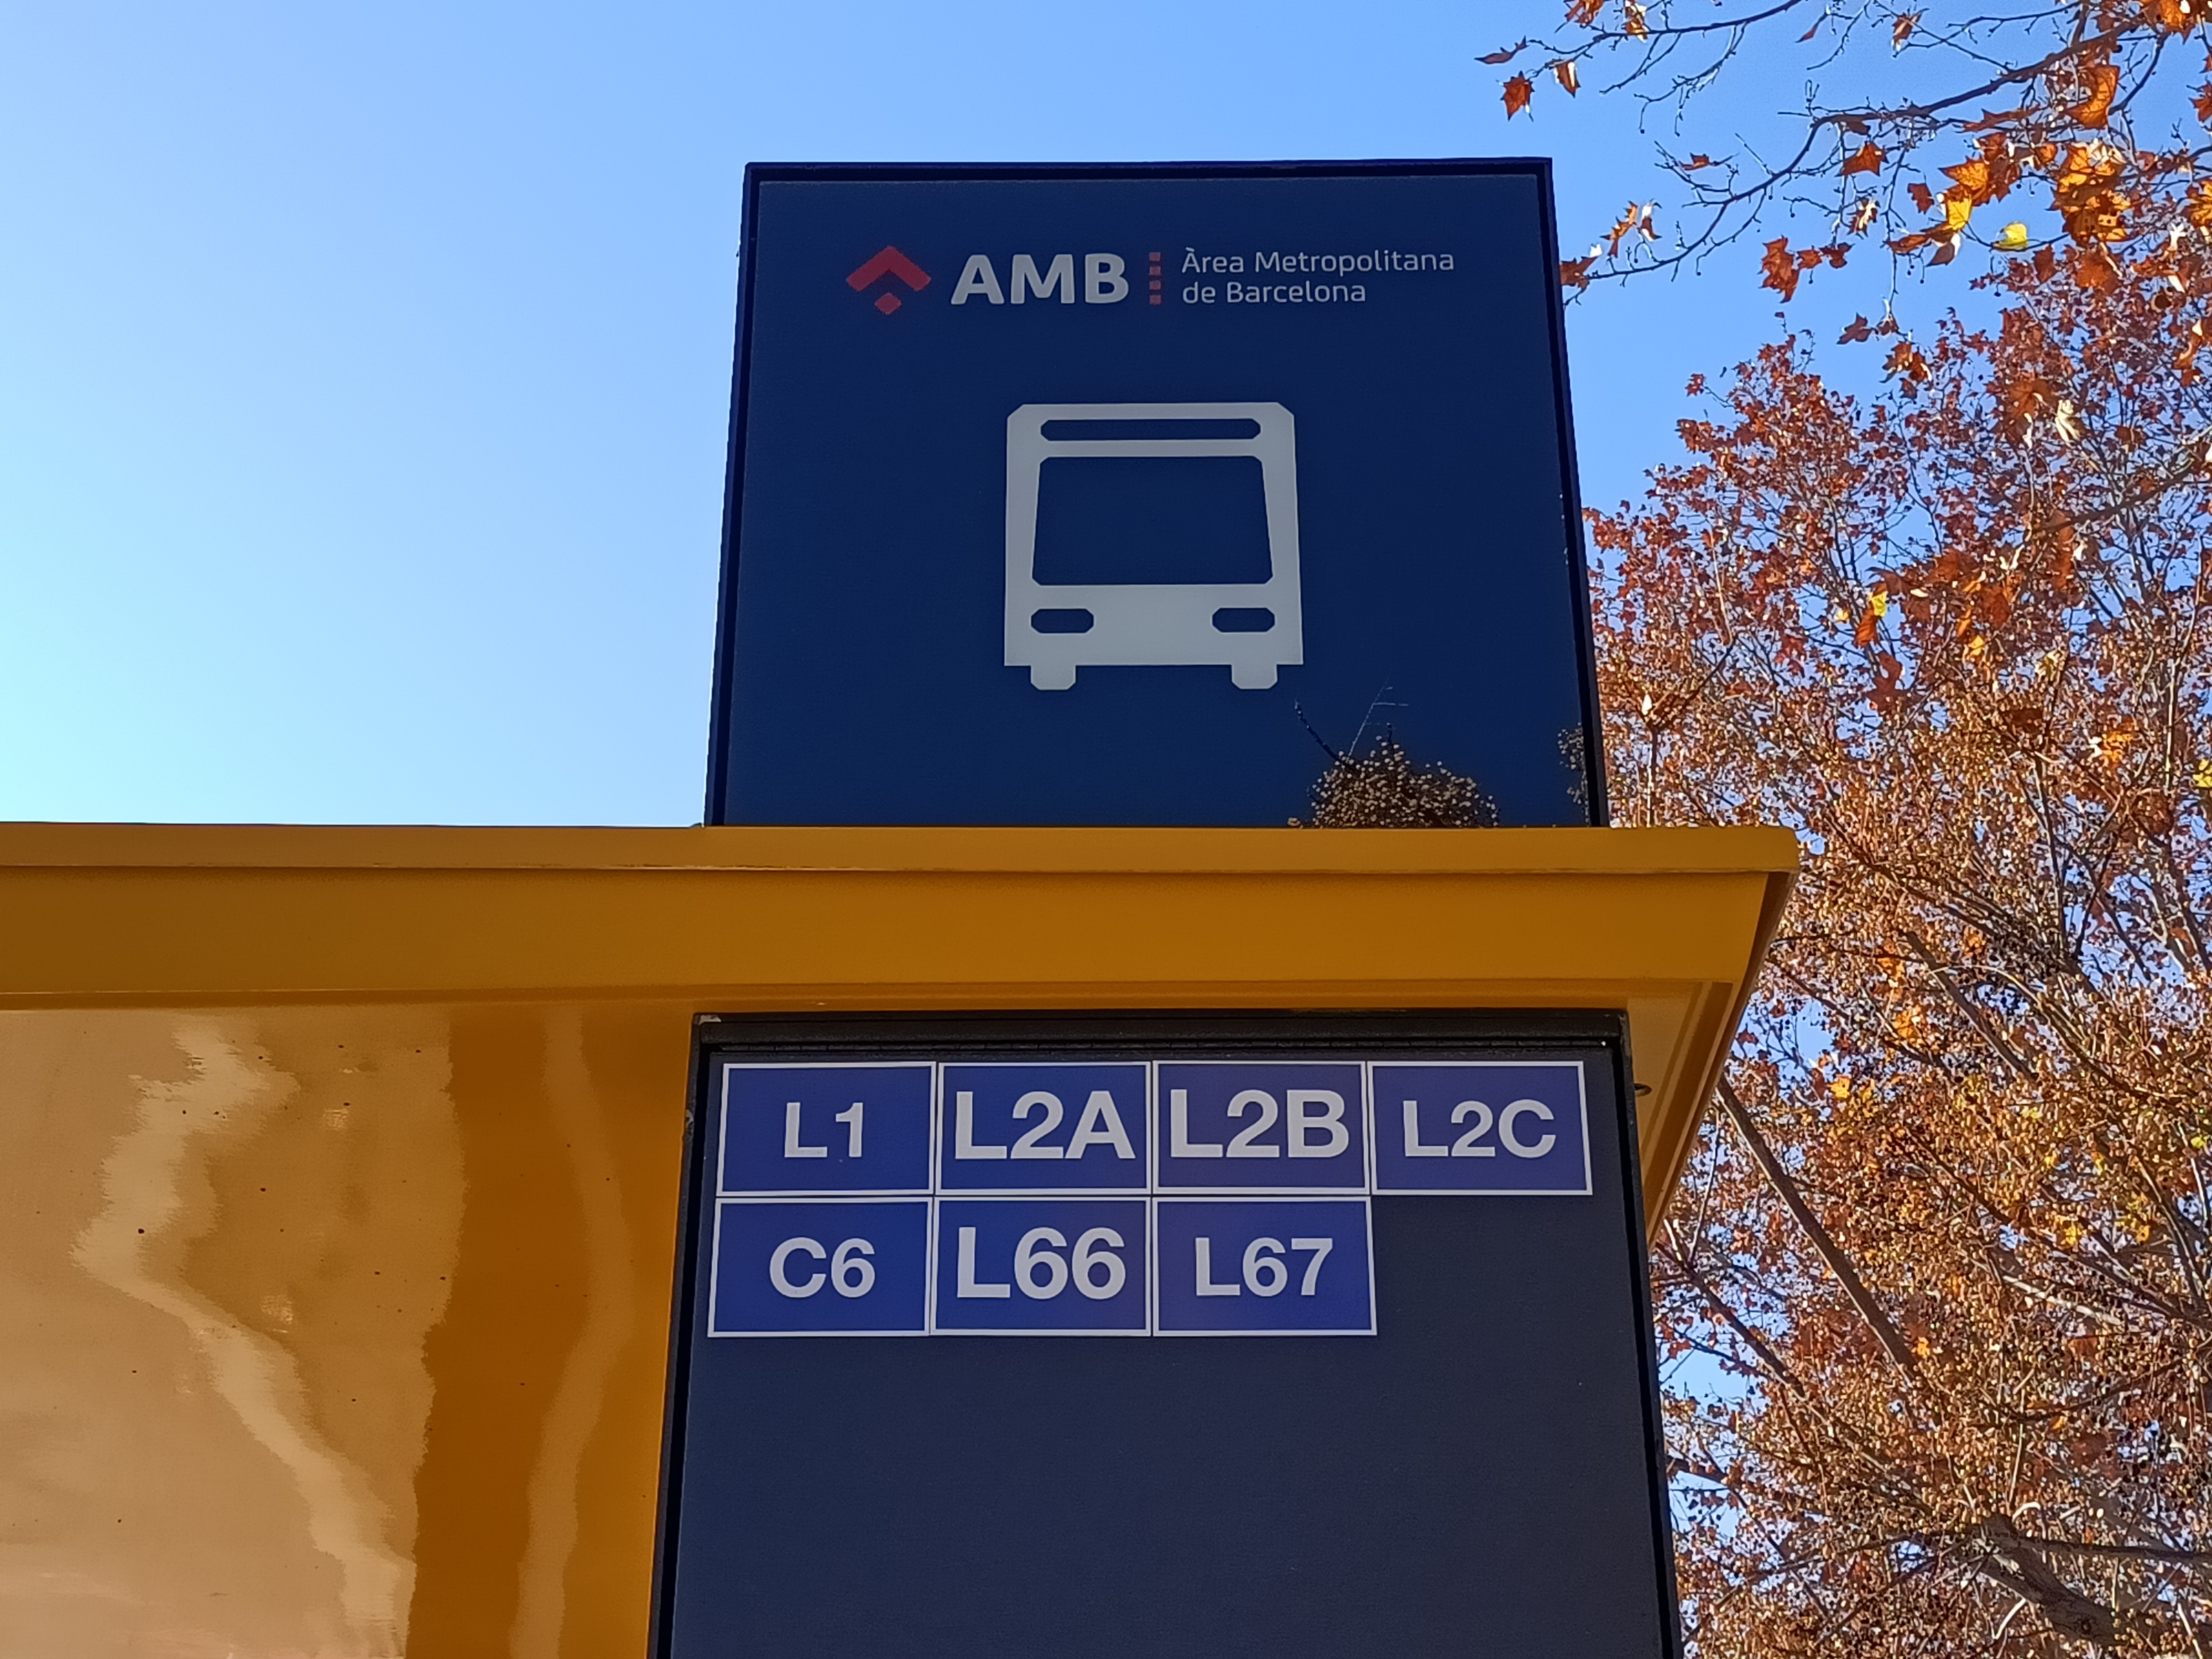 AMB Àrea Metropolitana
de Barcelona
L1 L2A L2B L2C
C6 L66 L67